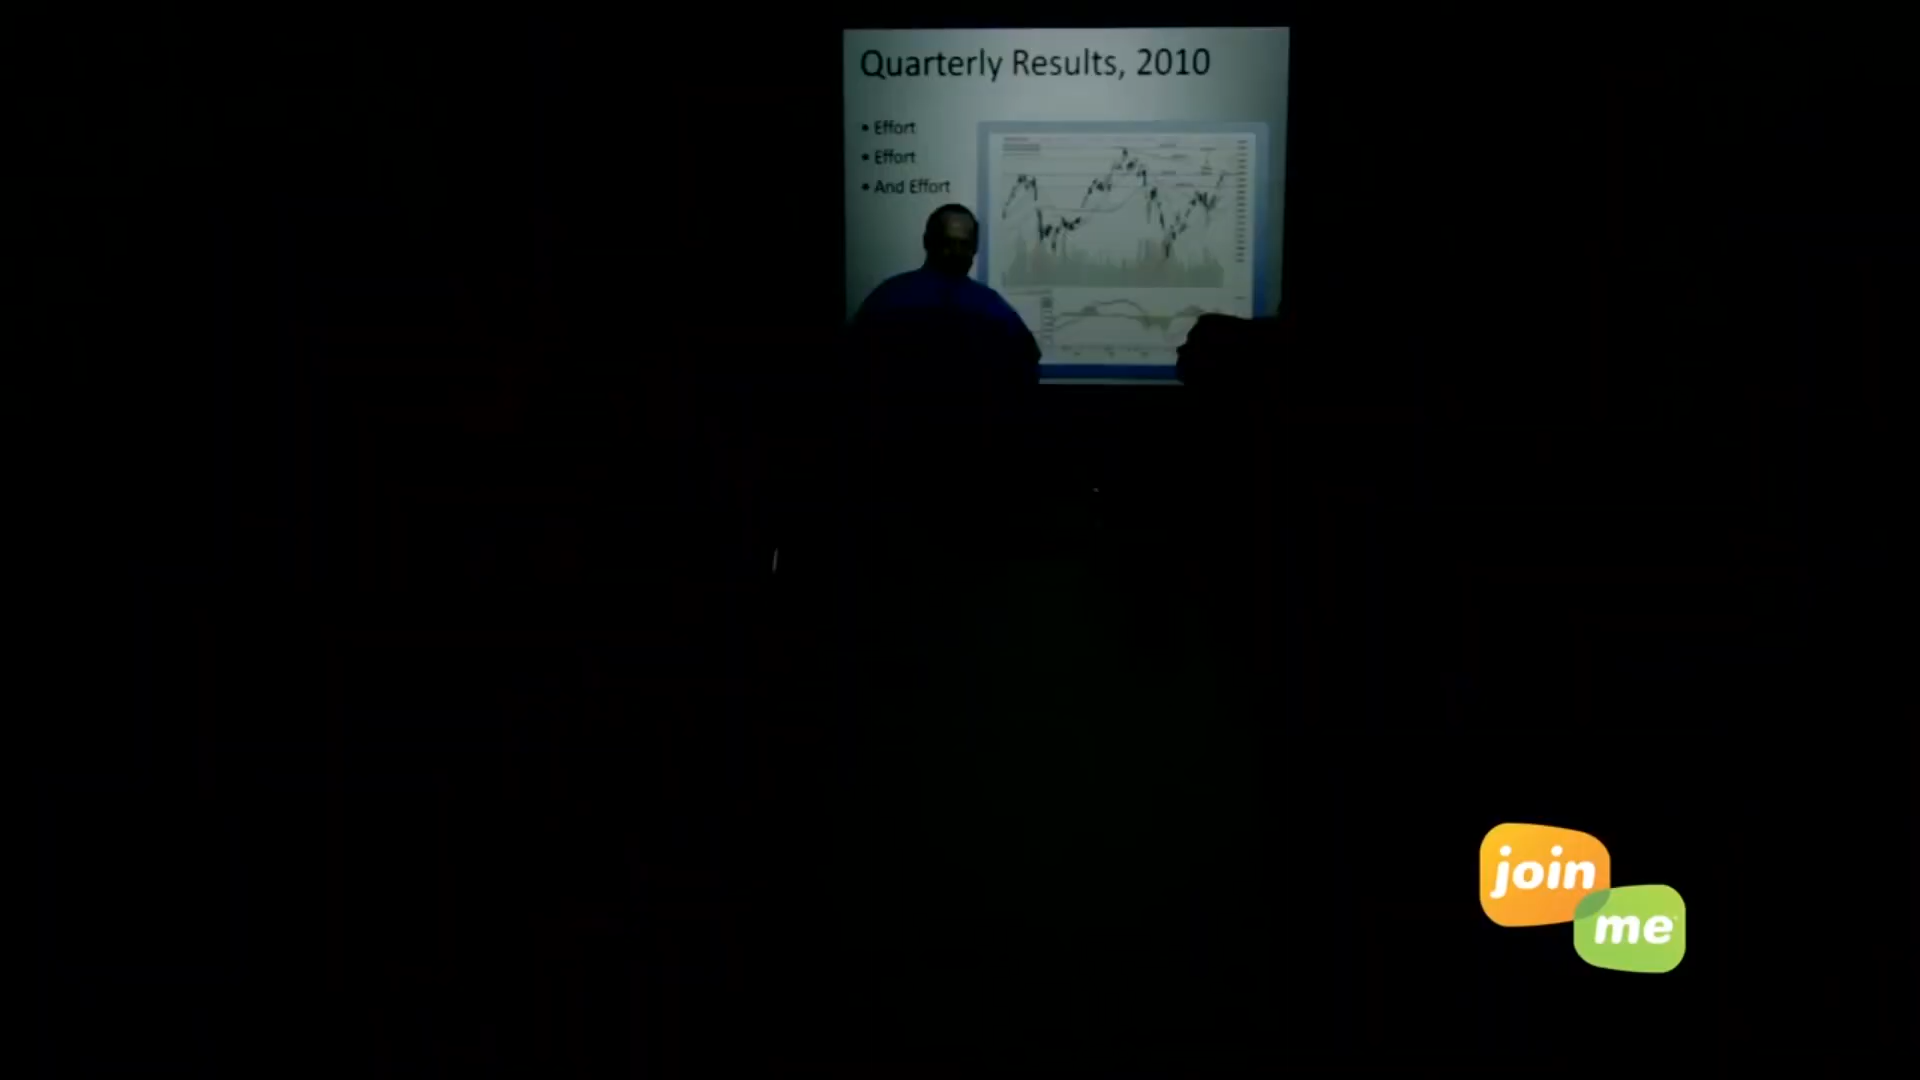 Quarterly Results, 2010
• Effort
• Effort
• And Effort
join
me